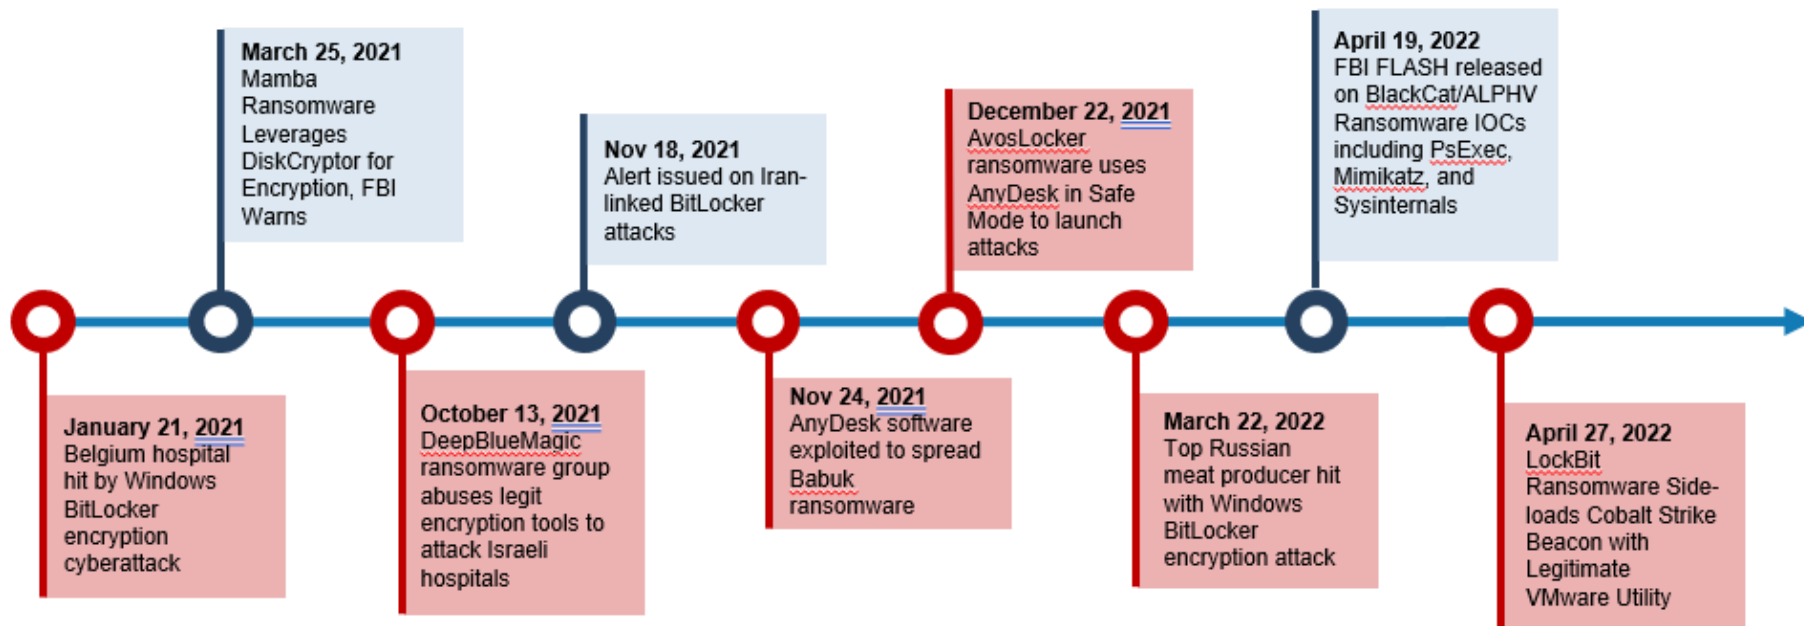 March 25, 2021
Mamba
Ransomware
Leverages
DiskCryptor for
Encryption, FBI
Warns
Nov 18, 2021
Alert issued on Iran-
linked BitLocker
attacks
December 22, 2021
AvosLocker
ransomware uses
AnyDesk in Safe
Mode to launch
attacks
April 19, 2022
FBI FLASH released
on BlackCat/ALPHV
Ransomware IOCs
including PsExec,
Mimikatz, and
Sysinternals
January 21, 2021
Belgium hospital
hit by Windows
BitLocker
encryption
cyberattack
October 13, 2021
DeepBlueMagic
ransomware group
abuses legit
encryption tools to
attack Israeli
hospitals
Nov 24, 2021
AnyDesk software
exploited to spread
Babuk
ransomware
March 22, 2022
Top Russian
meat producer hit
with Windows
BitLocker
encryption attack
April 27, 2022
LockBit
Ransomware Side-
loads Cobalt Strike
Beacon with
Legitimate
VMware Utility